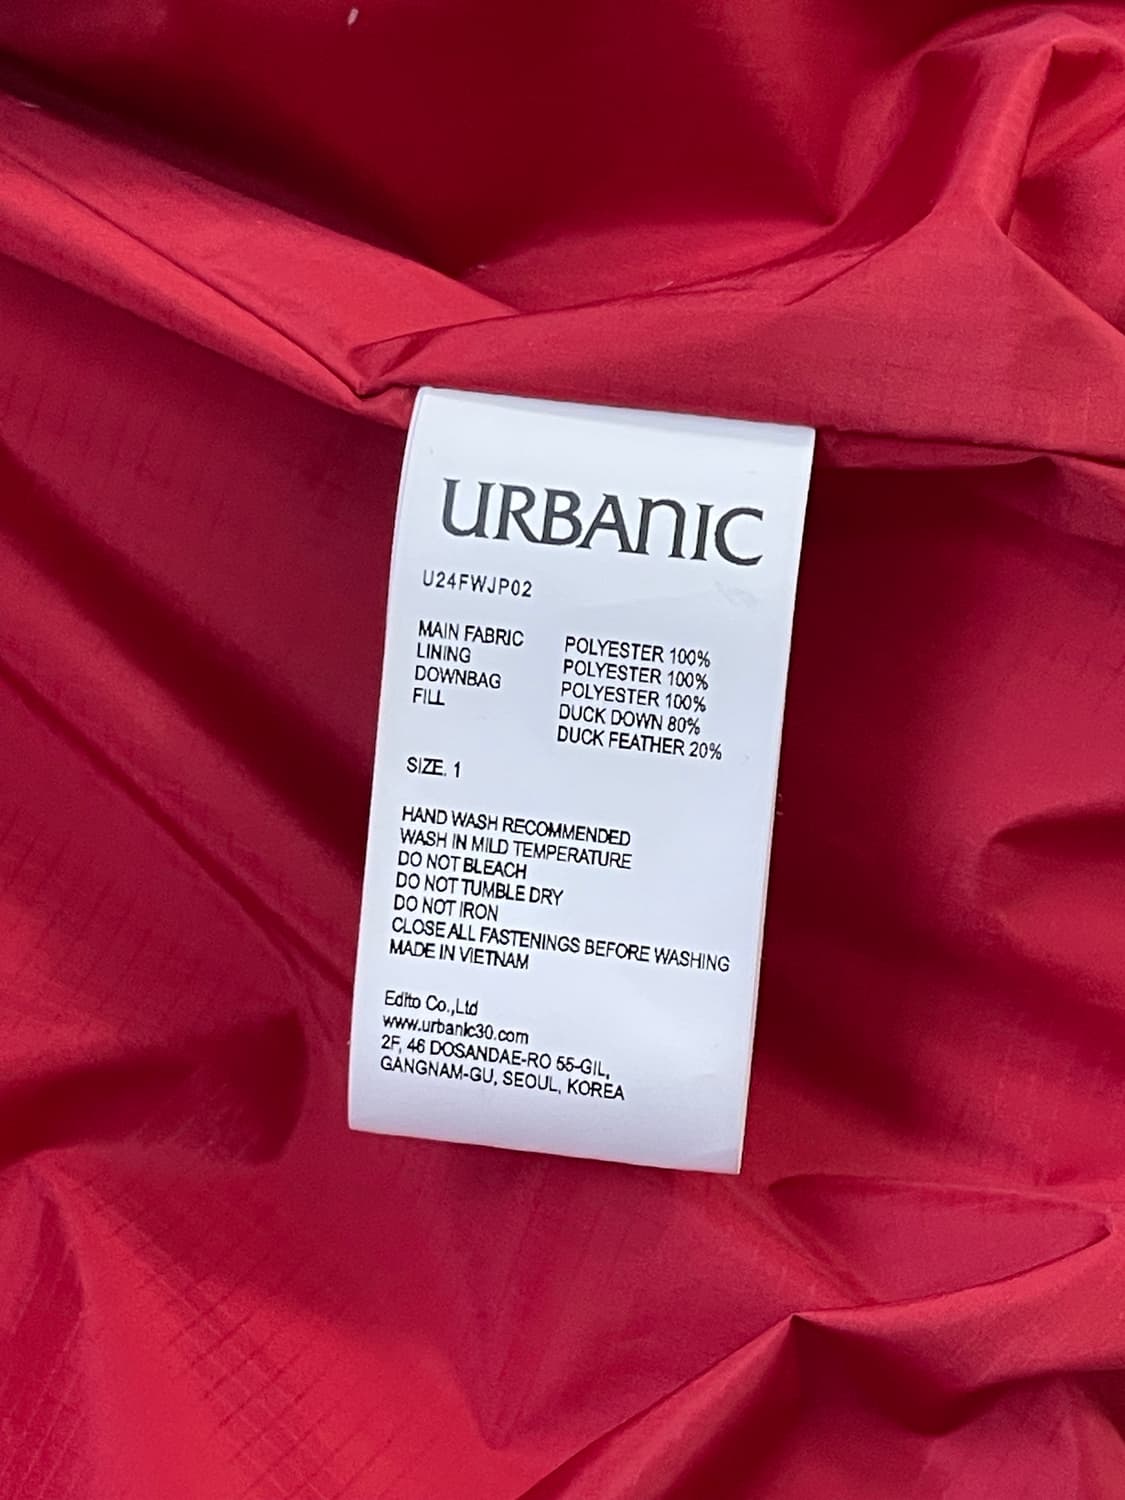 URBANIC
U24FWJP02
MAIN FABRIC POLYESTER 100%
LINING POLYESTER 100%
DOWNBAG POLYESTER 100%
FILL DUCK DOWN 80%
DUCK FEATHER 20%
SIZE. 1
HAND WASH RECOMMENDED
WASH IN MILD TEMPERATURE
DO NOT BLEACH
DO NOT TUMBLE DRY
DO NOT IRON
CLOSE ALL FASTENINGS BEFORE WASHING
MADE IN VIETNAM
Edito Co.,Ltd
www.urbanic30.com
2F, 46 DOSANDAE-RO 55-GIL,
GANGNAM-GU, SEOUL, KOREA